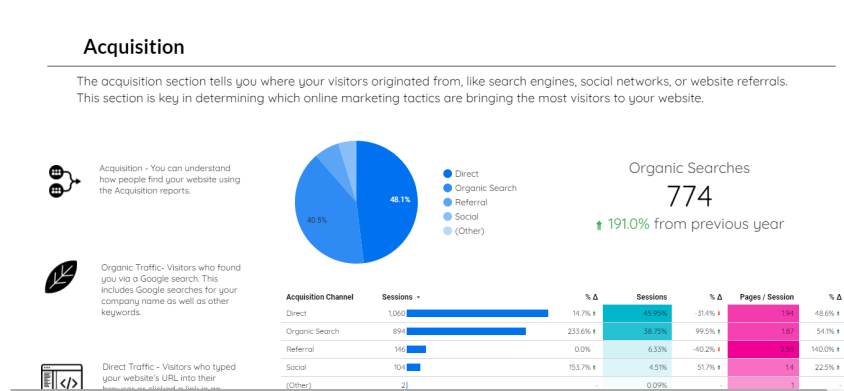 Acquisition
The acquisition section tells you where your visitors originated from, like search engines, social networks, or website referrals.
This section is key in determining which online marketing tactics are bringing the most visitors to your website.
Acquisition - You can understand
how people find your website using
the Acquisition reports.
48.1%
40.5%
Direct
Organic Search
Referral
Social
(Other)
Organic Searches
774
191.0% from previous year
Organic Traffic- Visitors who found
you via a Google search. This
includes Google searches for your
company name as well as other
keywords.
Direct Traffic - Visitors who typed
your website's URL into their
browser or clicked a link in an
Acquisition Channel Sessions % Δ Sessions % Δ Pages / Session % Δ
Direct 1,060 14.7% 45.95% -31.4% 1.94 48.6%
Organic Search 894 233.6% 38.75% 99.5% 1.87 54.1%
Referral 146 0.0% 6.33% -40.2% 2.55 140.0%
Social 104 153.7% 4.51% 51.7% 1.4 22.5%
(Other) 2 - 0.09% - 1 -